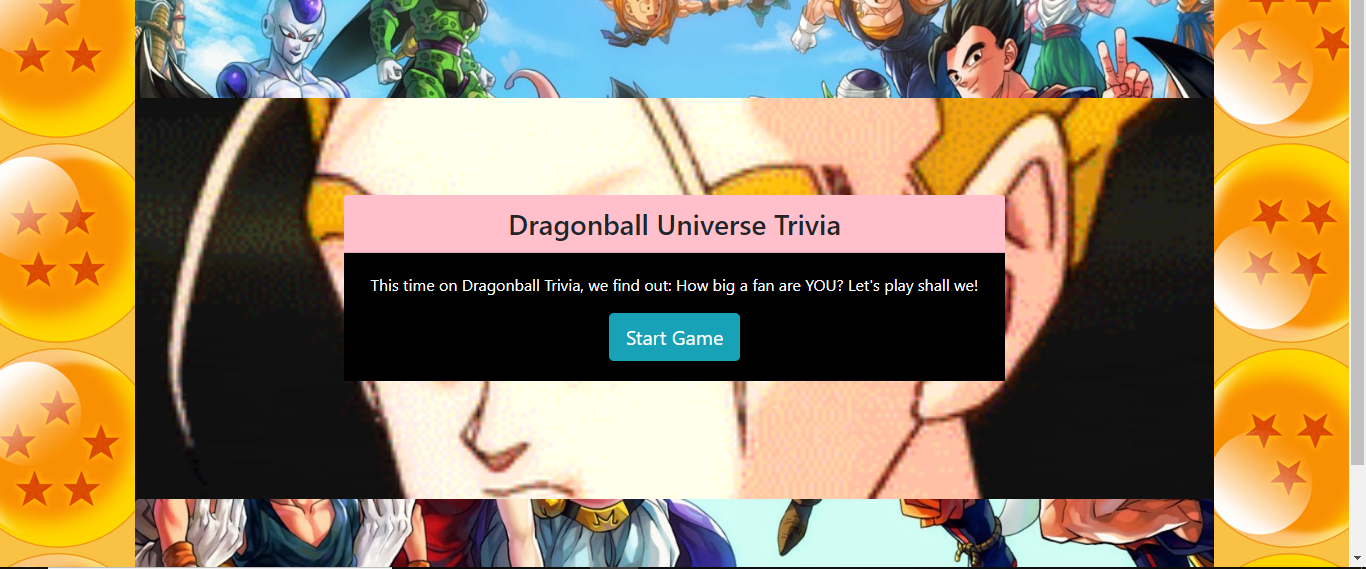 Dragonball Universe Trivia
This time on Dragonball Trivia, we find out: How big a fan are YOU? Let's play shall we!
Start Game
M